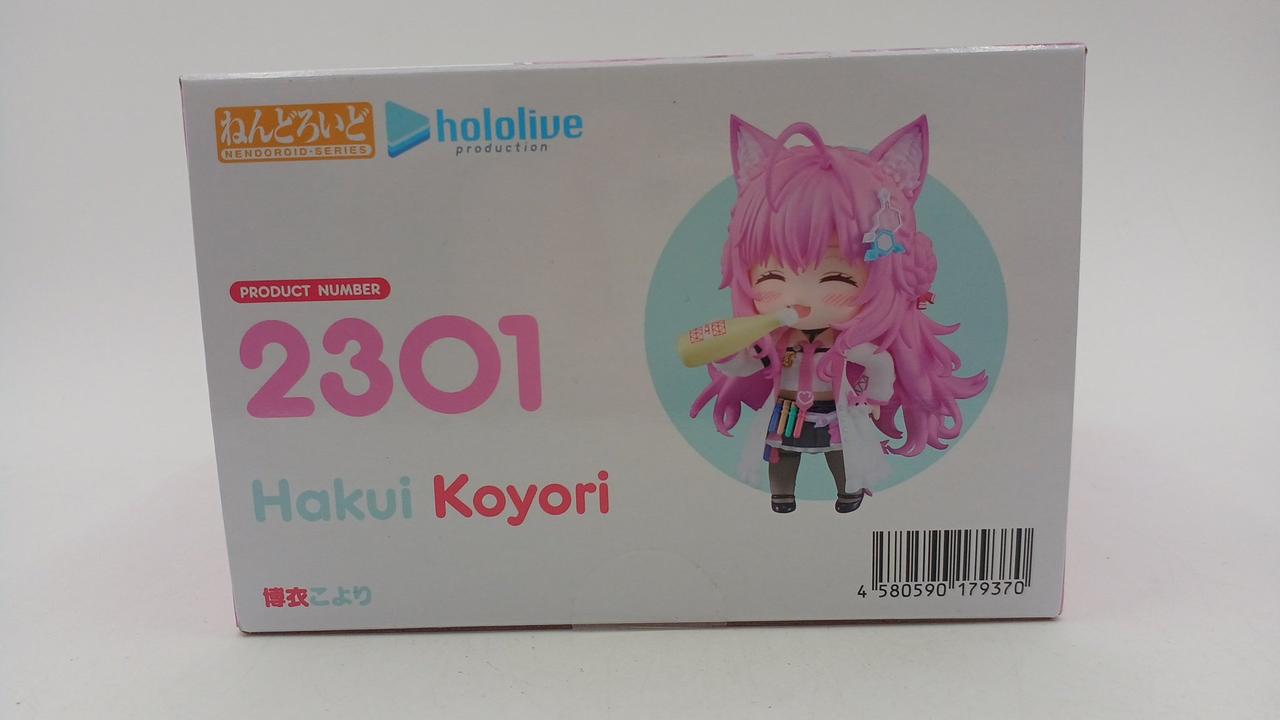 ねんどろいど
NENDOROID·SERIES
hololive
production
PRODUCT NUMBER
2301
Hakui Koyori
博衣こより
4 580590 179370